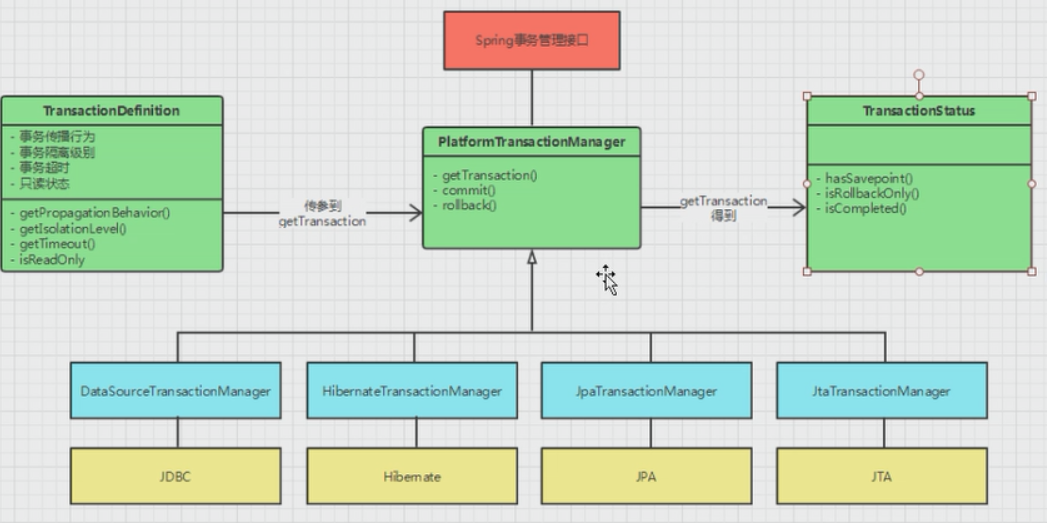 Spring事务管理接口
TransactionDefinition
- 事务传播行为
- 事务隔离级别
- 事务超时
- 只读状态
- getPropagationBehavior()
- getIsolationLevel()
- getTimeout()
- isReadOnly
传参到
getTransaction
PlatformTransactionManager
- getTransaction()
- commit()
- rollback()
getTransaction
得到
TransactionStatus
- hasSavepoint()
- isRollbackOnly()
- isCompleted()
DataSourceTransactionManager
HibernateTransactionManager
JpaTransactionManager
JtaTransactionManager
JDBC
Hibernate
JPA
JTA